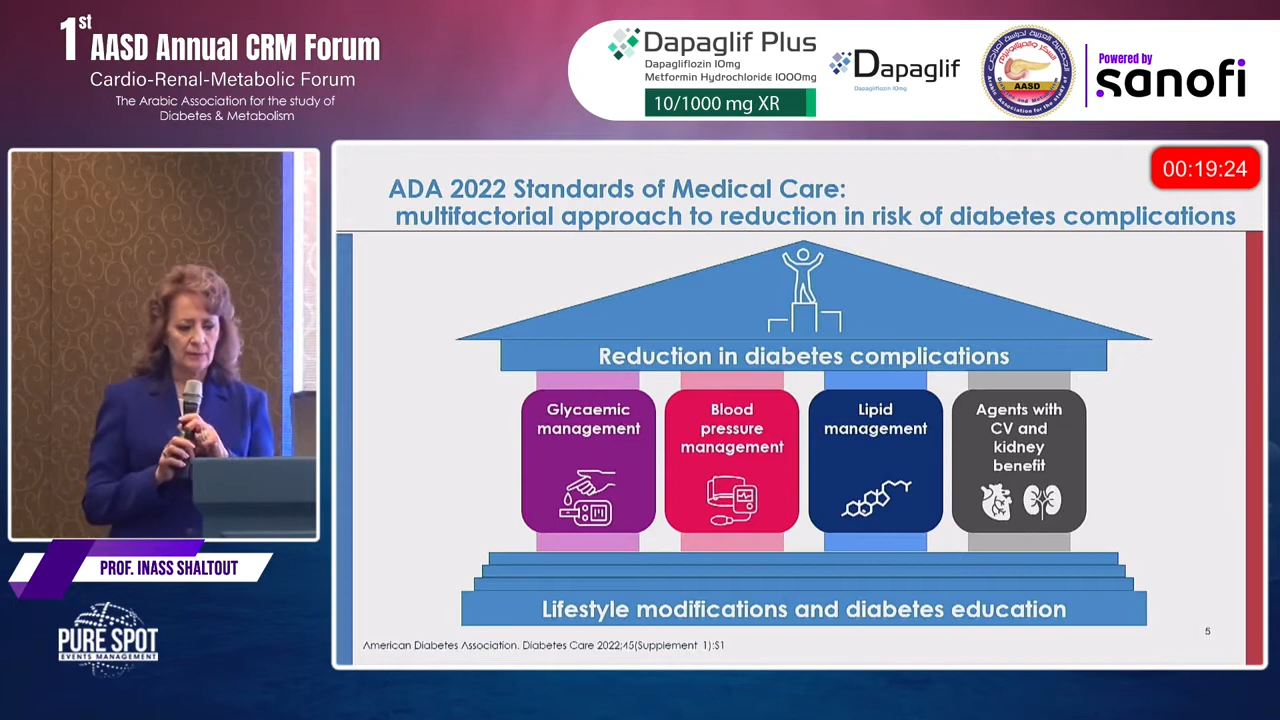 1st
AASD Annual CRM Forum
Cardio-Renal-Metabolic Forum
The Arabic Association for the study of
Diabetes & Metabolism
Dapaglif Plus
Dapagliflozin 10mg
Metformin Hydrochloride 1000mg
10/1000 mg XR
Dapaglif
Dapagliflozin 10mg
AASD
Powered by
sanofi
00:19:24
ADA 2022 Standards of Medical Care:
multifactorial approach to reduction in risk of diabetes complications
Reduction in diabetes complications
Glycaemic
management
Blood
pressure
management
Lipid
management
Agents with
CV and
kidney
benefit
Lifestyle modifications and diabetes education
American Diabetes Association. Diabetes Care 2022;45(Supplement 1):S1
5
PROF. INASS SHALTOUT
PURE SPOT
EVENTS MANAGEMENT